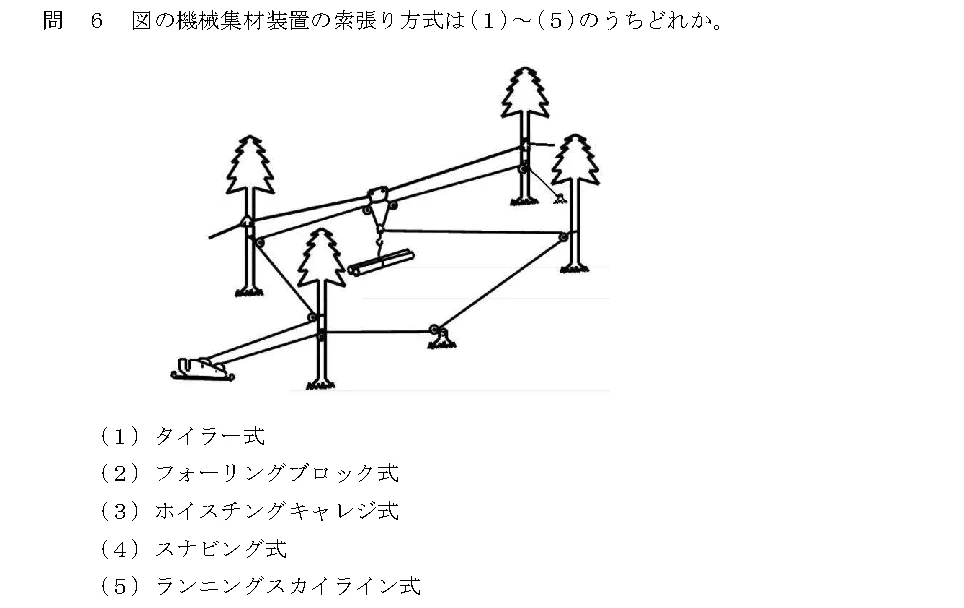 問　６　図の機械集材装置の索張り方式は(１)～(５)のうちどれか。
(１) タイラー式
(２) フォーリングブロック式
(３) ホイスチングキャレジ式
(４) スナビング式
(５) ランニングスカイライン式